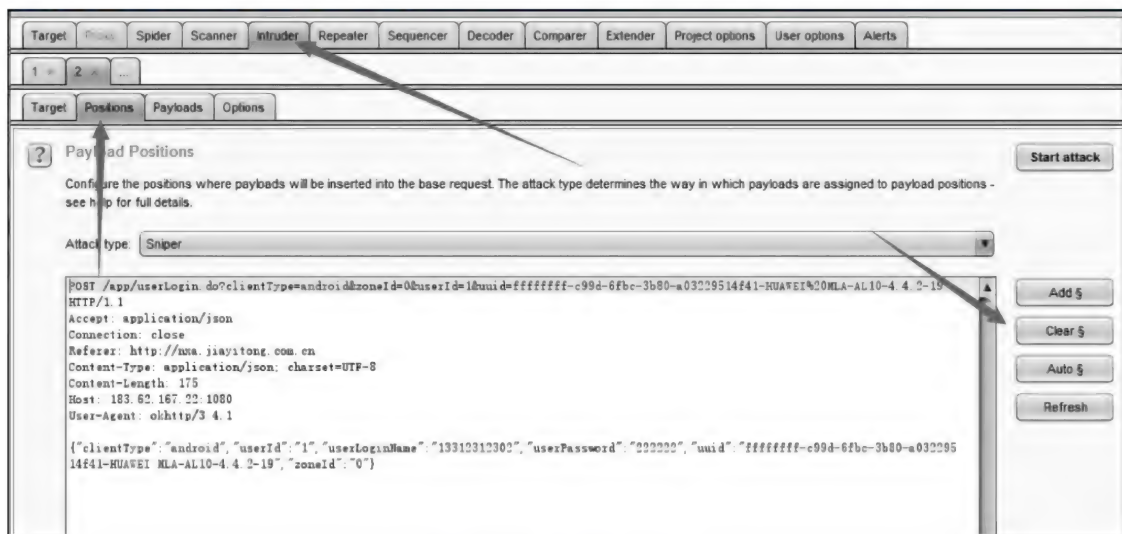 Target Proxy Spider Scanner Intruder Repeater Sequencer Decoder Comparer Extender Project options User options Alerts
1 × 2 × ...
Target Positions Payloads Options
? Payload Positions
Start attack
Configure the positions where payloads will be inserted into the base request. The attack type determines the way in which payloads are assigned to payload positions -
see help for full details.
Attack type: Sniper
POST /app/userLogin.do?clientType=android&zoneId=0&userId=1&uuid=ffffffff-c99d-6fbc-3b80-a03229514f41-HUAWEI%20MLA-AL10-4.4.2-19
HTTP/1.1
Accept: application/json
Connection: close
Referer: http://nxa.jiayitong.com.cn
Content-Type: application/json; charset=UTF-8
Content-Length: 175
Host: 183.62.167.22:1080
User-Agent: okhttp/3.4.1
{"clientType":"android","userId":"1","userLoginName":"13312312302","userPassword":"222222","uuid":"ffffffff-c99d-6fbc-3b80-a032295
14f41-HUAWEI MLA-AL10-4.4.2-19","zoneId":"0"}
Add §
Clear §
Auto §
Refresh